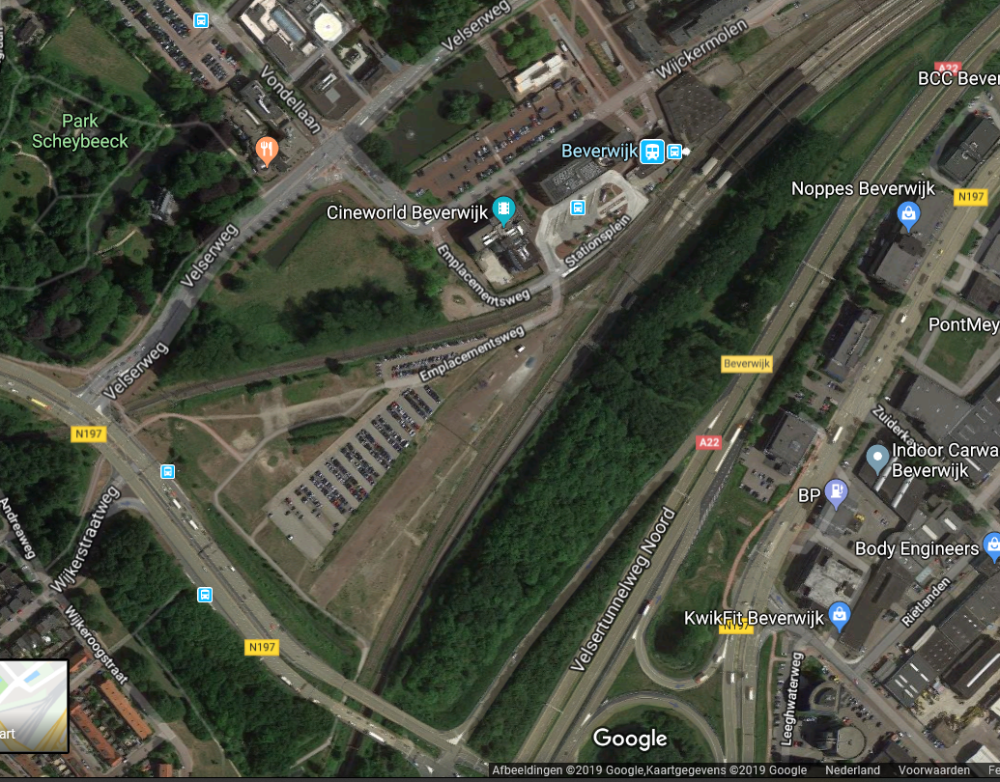 Velserweg
Wijckermolen
Vondellaan
A22
BCC Bever
Park
Scheybeeck
Beverwijk
Noppes Beverwijk
N197
Cineworld Beverwijk
Stationsplein
Velserweg
Emplacementsweg
PontMey
Emplacementsweg
Beverwijk
Velserweg
N197
A22
Indoor Carwa
Beverwijk
BP
Andreaweg
Wijkerstraatweg
Body Engineers
Velsertunnelweg Noord
Rietlanden
KwikFit Beverwijk
N197
N197
Wijkeroogstraat
Leeghwaterweg
art
Google
Afbeeldingen ©2019 Google,Kaartgegevens ©2019 Google Nederland Voorwaarden